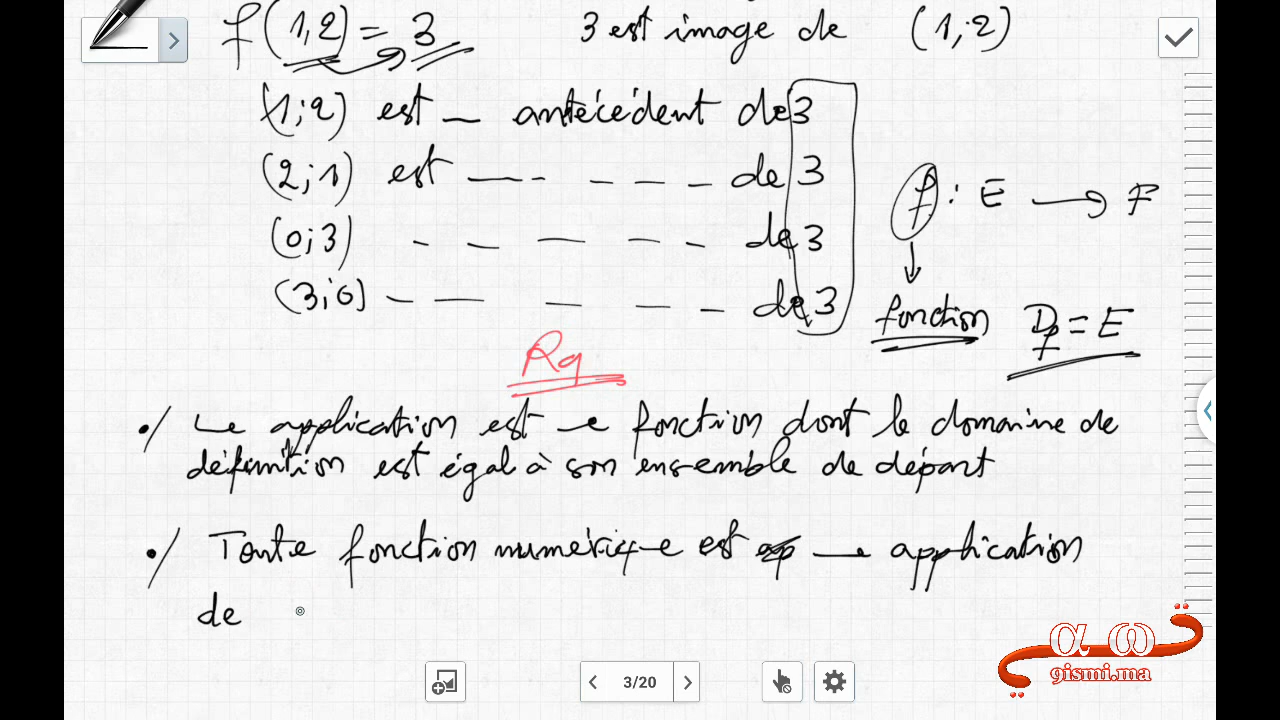 f(1,2) = 3 3 est image de (1;2)
(1;2) est — antécédent de 3
(2;1) est — - - - - de 3
f : E → F
(0;3) - - — - - de 3
(3;0) - — - - - de 3
fonction Df = E
Rq
•/ Une application est une fonction dont le domaine de
définition est égal à son ensemble de départ
•/ Toute fonction numérique est une application
de
3/20
α ω
9ismi.ma